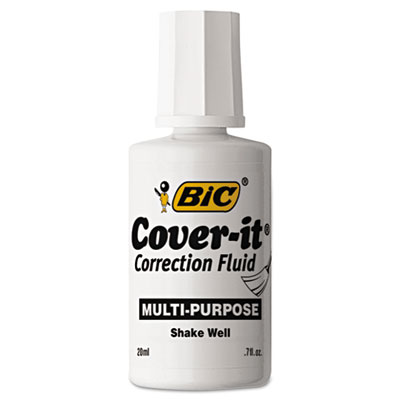 BIC
Cover-it®
Correction Fluid
MULTI-PURPOSE
Shake Well
20ml .7fl.oz.